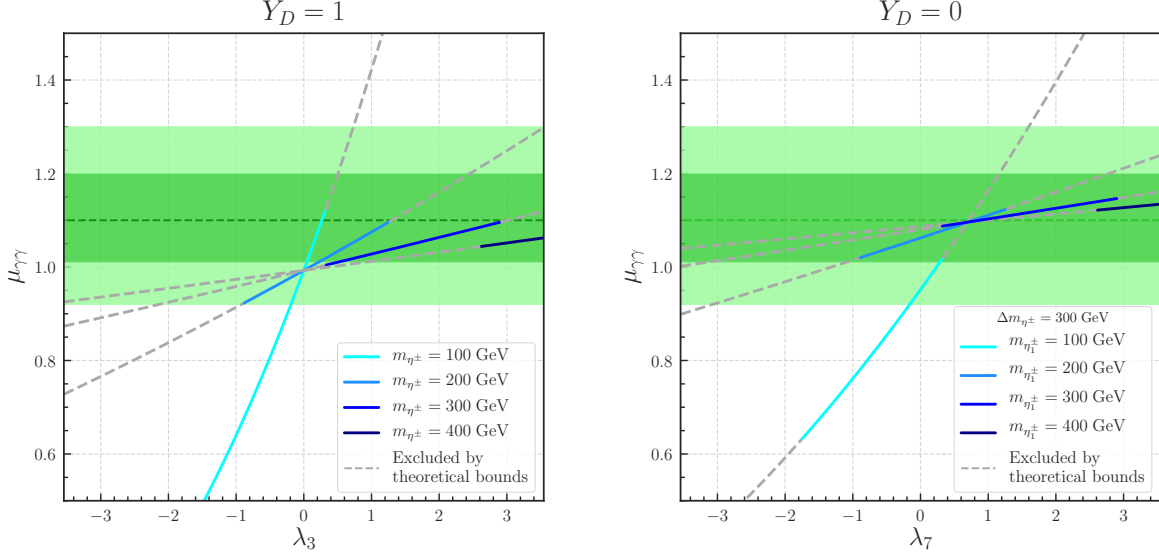 Y_D = 1
1.4
1.2
1.0
0.8
0.6
μ_γγ
−3 −2 −1 0 1 2 3
λ_3
m_η± = 100 GeV
m_η± = 200 GeV
m_η± = 300 GeV
m_η± = 400 GeV
Excluded by
theoretical bounds
Y_D = 0
1.4
1.2
1.0
0.8
0.6
μ_γγ
−3 −2 −1 0 1 2 3
λ_7
Δm_η± = 300 GeV
m_η₁± = 100 GeV
m_η₁± = 200 GeV
m_η₁± = 300 GeV
m_η₁± = 400 GeV
Excluded by
theoretical bounds